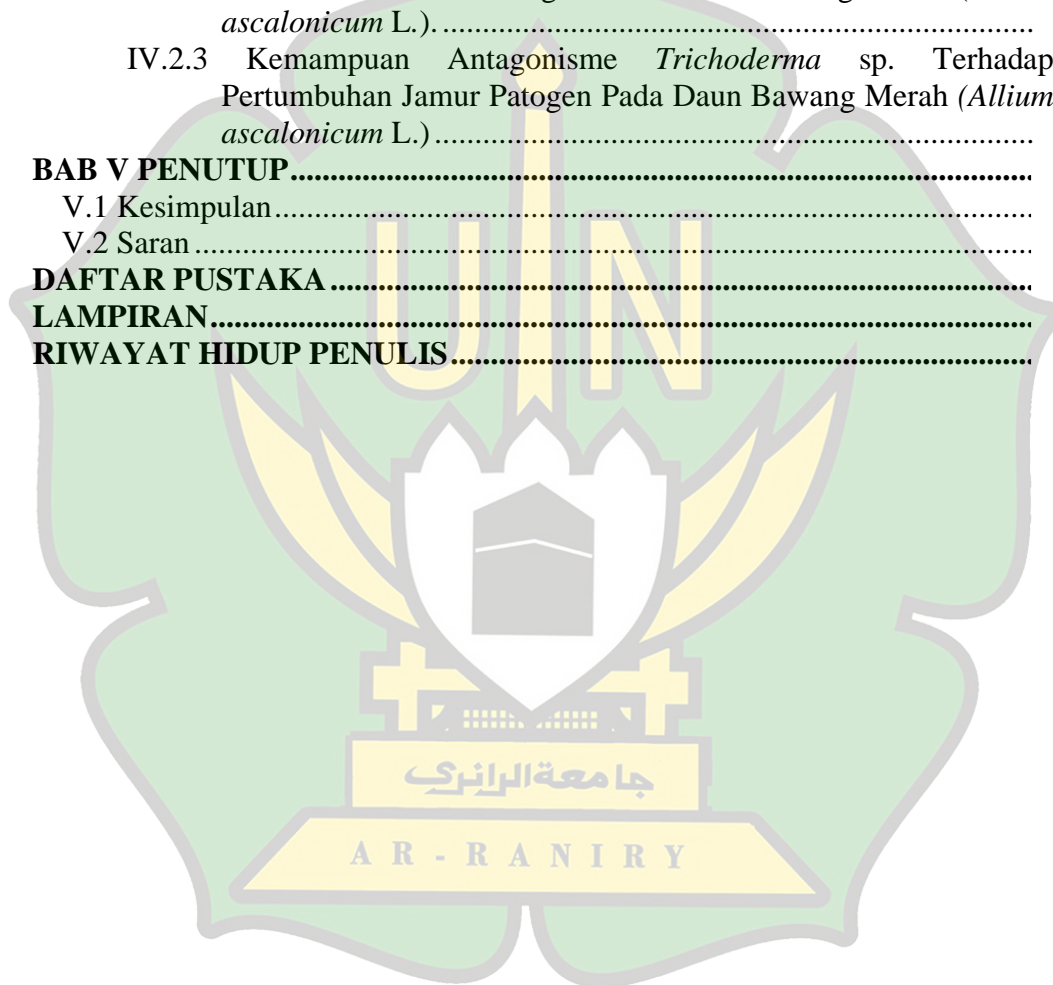 ascalonicum L.). ................................................................................
IV.2.3 Kemampuan Antagonisme Trichoderma sp. Terhadap
Pertumbuhan Jamur Patogen Pada Daun Bawang Merah (Allium
ascalonicum L.) ................................................................................
BAB V PENUTUP................................................................................
V.1 Kesimpulan................................................................................
V.2 Saran ................................................................................
DAFTAR PUSTAKA ................................................................................
LAMPIRAN................................................................................
RIWAYAT HIDUP PENULIS ................................................................................
UIN
جامعة الرانري
AR-RANIRY